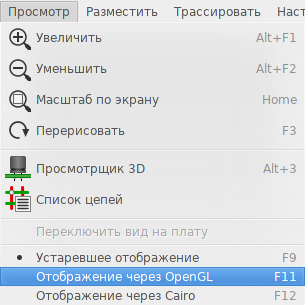 Просмотр Разместить Трассировать Наст
Увеличить Alt+F1
Уменьшить Alt+F2
Масштаб по экрану Home
Перерисовать F3
Просмотрщик 3D Alt+3
Список цепей
Переключить вид на плату
Устаревшее отображение F9
Отображение через OpenGL F11
Отображение через Cairo F12